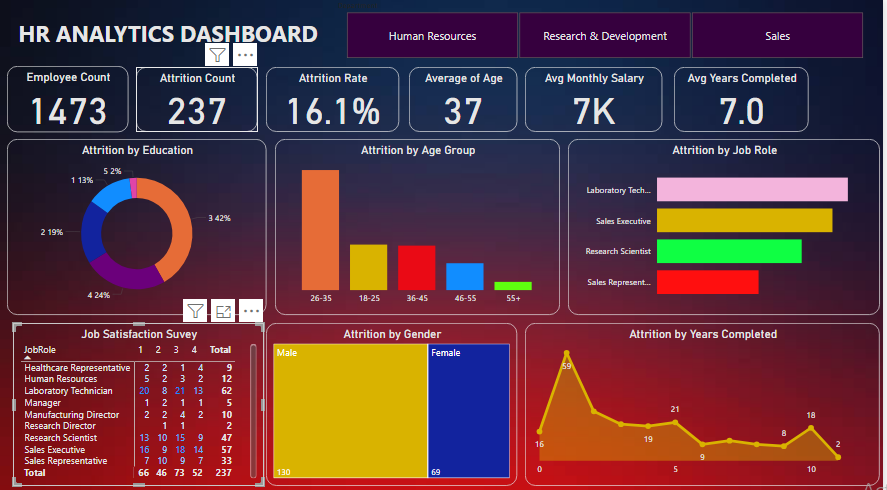 HR ANALYTICS DASHBOARD
Human Resources
Research & Development
Sales
Employee Count
1473
Attrition Count
237
Attrition Rate
16.1%
Average of Age
37
Avg Monthly Salary
7K
Avg Years Completed
7.0
Attrition by Education
5 2%
1 13%
3 42%
2 19%
4 24%
Attrition by Age Group
26-35 18-25 36-45 46-55 55+
Attrition by Job Role
Laboratory Tech...
Sales Executive
Research Scientist
Sales Represent...
Job Satisfaction Suvey
JobRole 1 2 3 4 Total
Healthcare Representative 2 2 1 4 9
Human Resources 5 2 3 2 12
Laboratory Technician 20 8 21 13 62
Manager 1 2 1 1 5
Manufacturing Director 2 2 4 2 10
Research Director 1 1 2
Research Scientist 13 10 15 9 47
Sales Executive 16 9 18 14 57
Sales Representative 7 10 9 7 33
Total 66 46 73 52 237
Attrition by Gender
Male
130
Female
69
Attrition by Years Completed
59
16
19
21
9
8
18
2
0 5 10